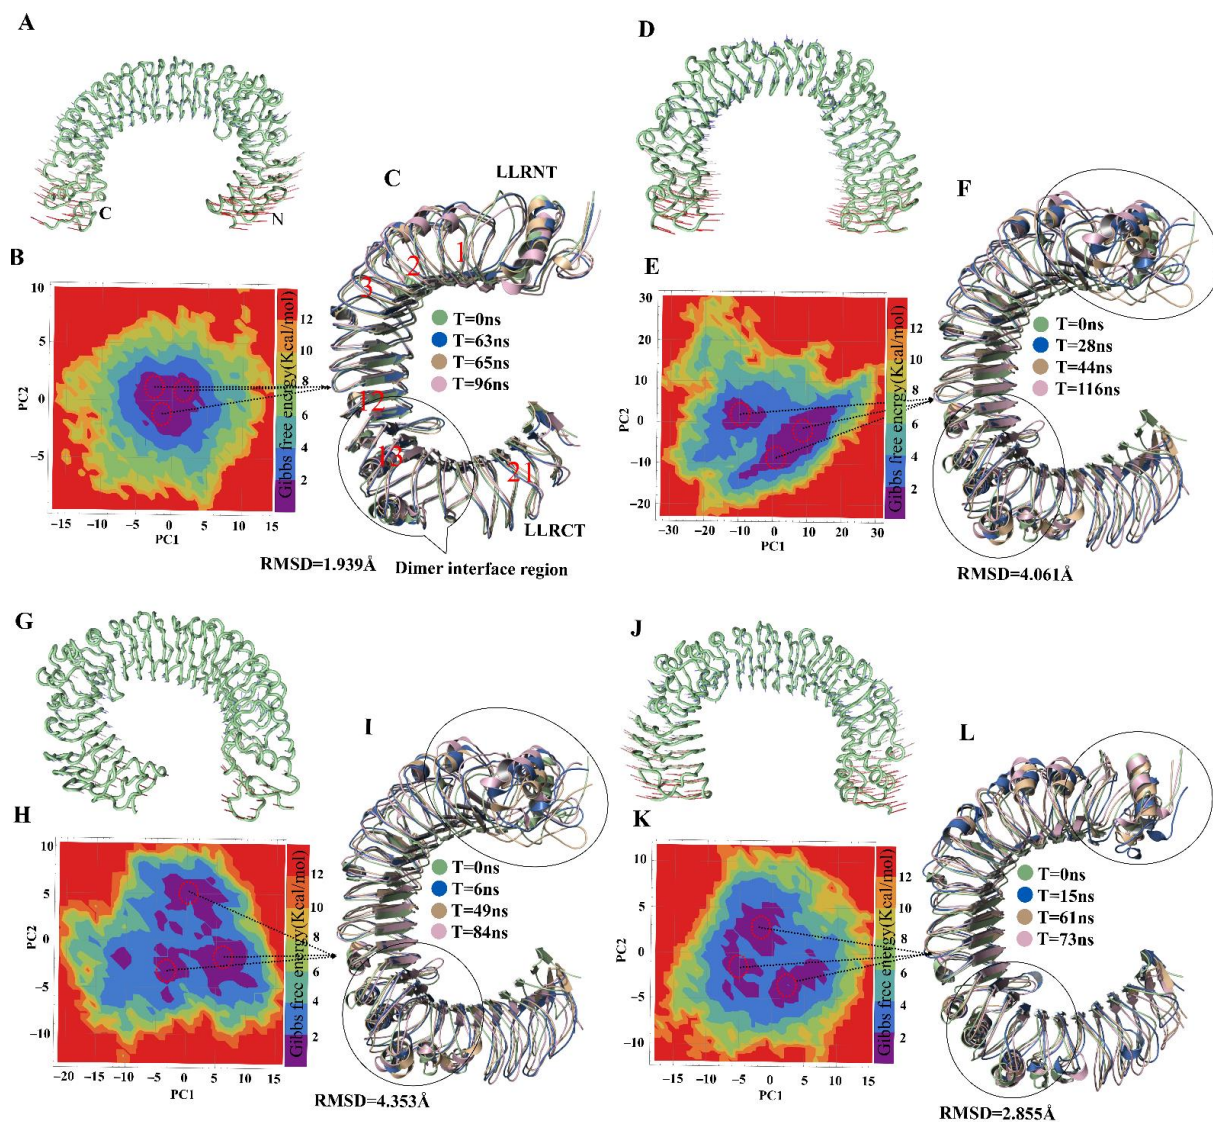 A
C
N
B
10
5
0
−5
PC2
−15
−10
−5
0
5
10
15
PC1
12
10
8
6
4
2
Gibbs free energy(Kcal/mol)
C
LLRNT
1
2
3
12
13
21
T=0ns
T=63ns
T=65ns
T=96ns
LLRCT
RMSD=1.939Å
Dimer interface region
D
E
30
20
10
0
−10
−20
PC2
−30
−20
−10
0
10
20
30
PC1
12
10
8
6
4
2
Gibbs free energy(Kcal/mol)
F
T=0ns
T=28ns
T=44ns
T=116ns
RMSD=4.061Å
G
H
10
5
0
−5
−10
PC2
−20
−15
−10
−5
0
5
10
15
PC1
12
10
8
6
4
2
Gibbs free energy(Kcal/mol)
I
T=0ns
T=6ns
T=49ns
T=84ns
RMSD=4.353Å
J
K
10
5
0
−5
−10
PC2
−15
−10
−5
0
5
10
15
PC1
12
10
8
6
4
2
Gibbs free energy(Kcal/mol)
L
T=0ns
T=15ns
T=61ns
T=73ns
RMSD=2.855Å